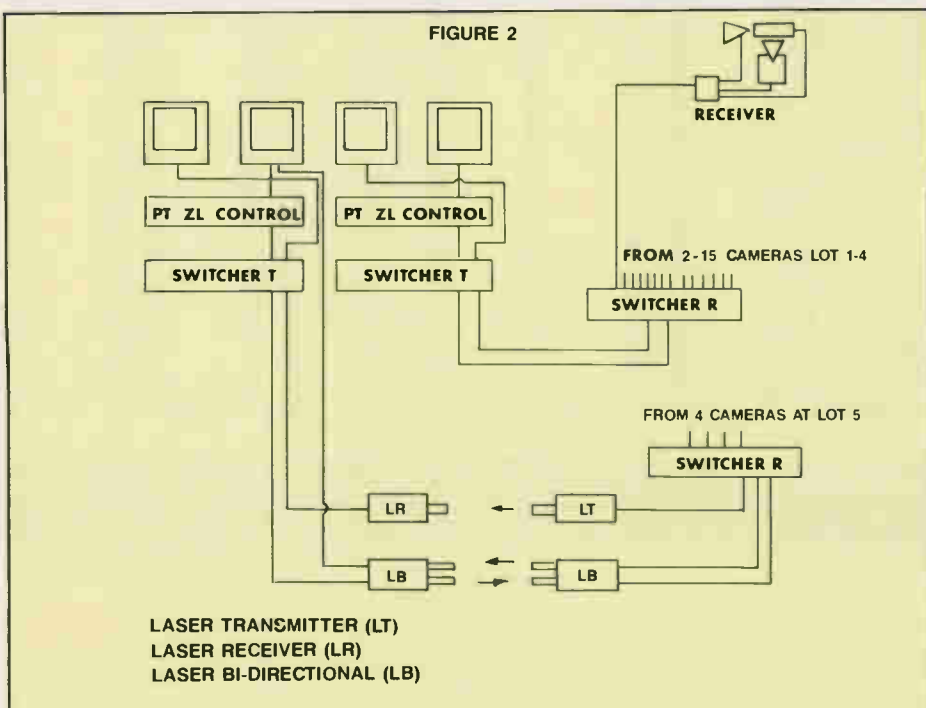 FIGURE 2
RECEIVER
PT ZL CONTROL
PT ZL CONTROL
SWITCHER T
SWITCHER T
FROM 2-15 CAMERAS LOT 1-4
SWITCHER R
FROM 4 CAMERAS AT LOT 5
SWITCHER R
LR
LT
LB
LB
LASER TRANSMITTER (LT)
LASER RECEIVER (LR)
LASER BI-DIRECTIONAL (LB)